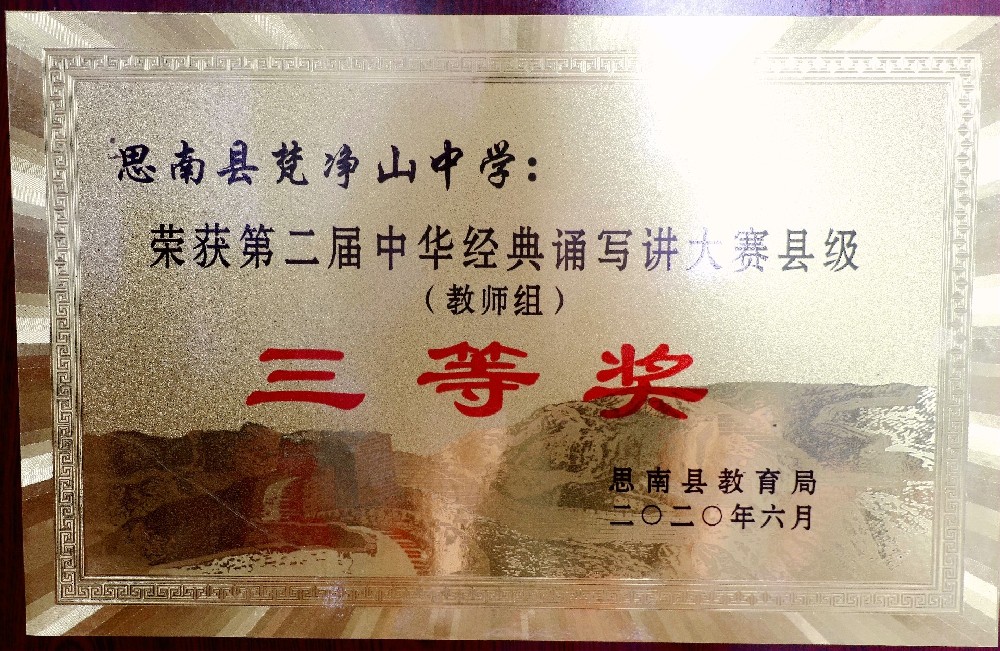 思南县梵净山中学：
荣获第二届中华经典诵写讲大赛县级
（教师组）
三等奖
思南县教育局
二〇二〇年六月